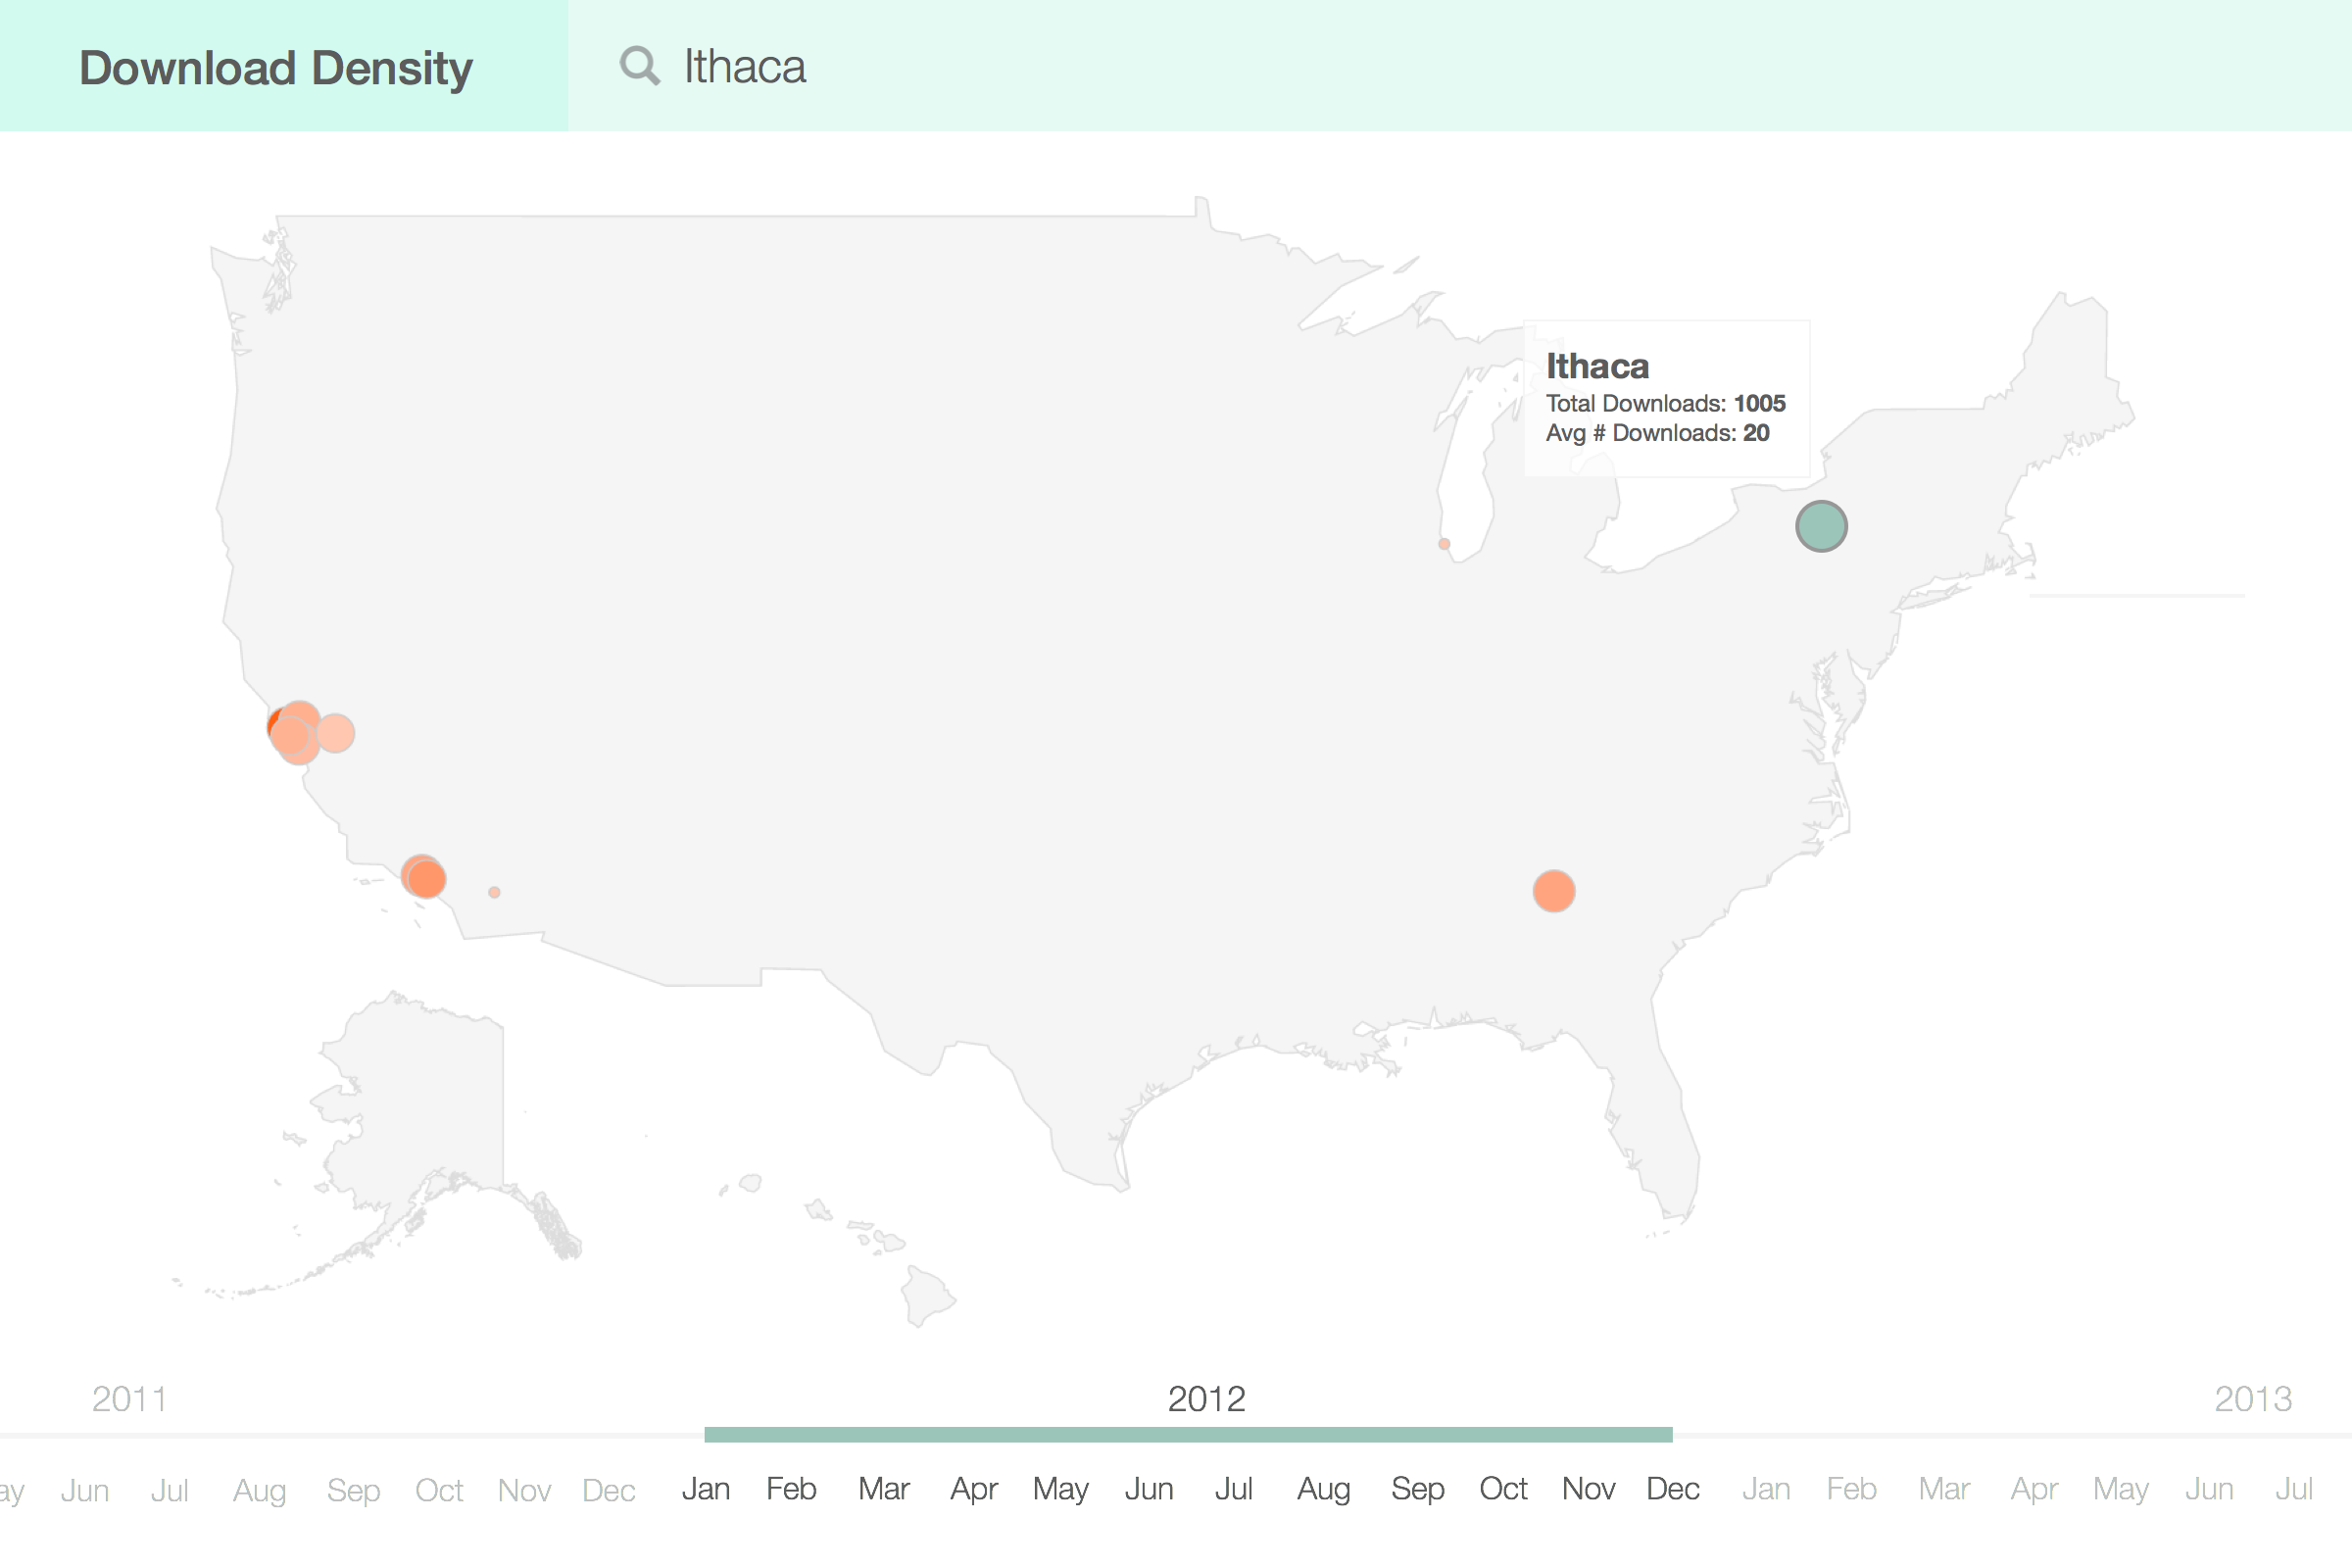 Download Density
Ithaca
Ithaca
Total Downloads: 1005
Avg # Downloads: 20
2011 2012 2013
ay Jun Jul Aug Sep Oct Nov Dec Jan Feb Mar Apr May Jun Jul Aug Sep Oct Nov Dec Jan Feb Mar Apr May Jun Jul